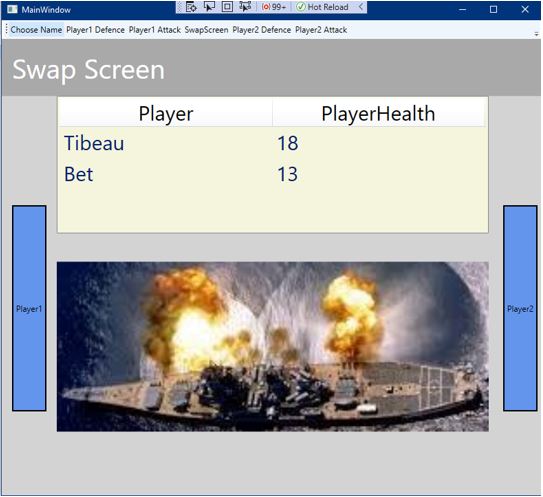 MainWindow
99+ Hot Reload
Choose Name Player1 Defence Player1 Attack SwapScreen Player2 Defence Player2 Attack
Swap Screen
Player PlayerHealth
Tibeau 18
Bet 13
Player1 Player2